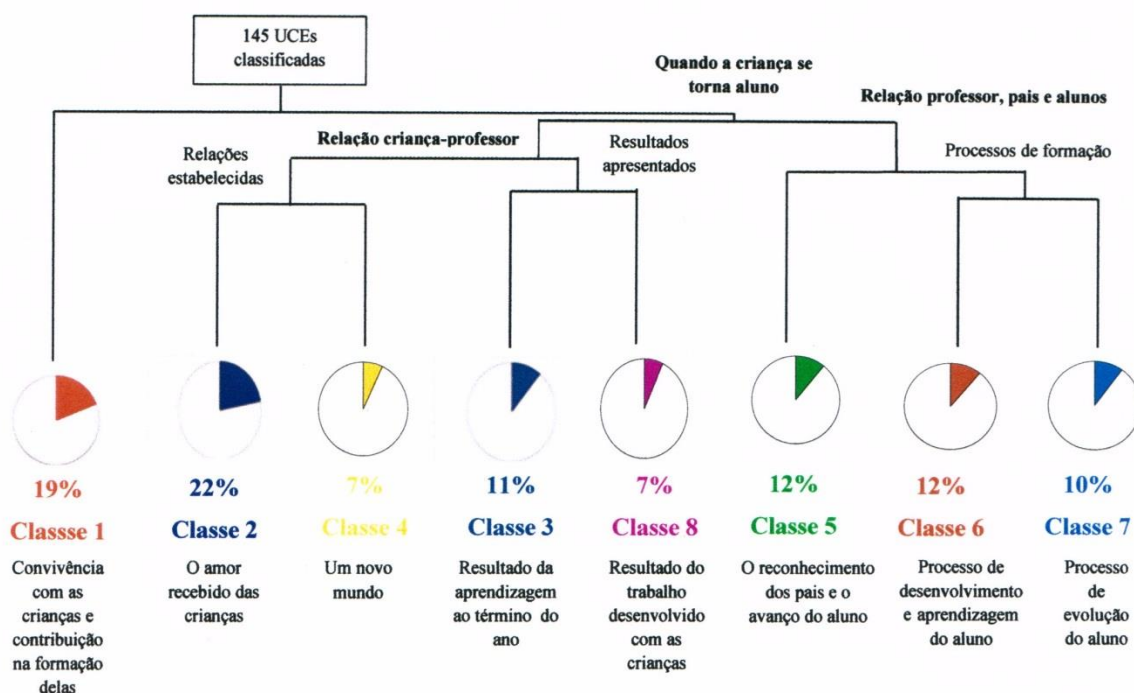 145 UCEs
classificadas
Quando a criança se
torna aluno
Relação professor, pais e alunos
Relação criança-professor
Relações
estabelecidas
Resultados
apresentados
Processos de formação
19%
Classse 1
Convivência
com as
crianças e
contribuição
na formação
delas
22%
Classe 2
O amor
recebido das
crianças
7%
Classe 4
Um novo
mundo
11%
Classe 3
Resultado da
aprendizagem
ao término do
ano
7%
Classe 8
Resultado do
trabalho
desenvolvido
com as
crianças
12%
Classe 5
O reconhecimento
dos pais e o
avanço do aluno
12%
Classe 6
Processo de
desenvolvimento
e aprendizagem
do aluno
10%
Classe 7
Processo
de
evolução
do aluno